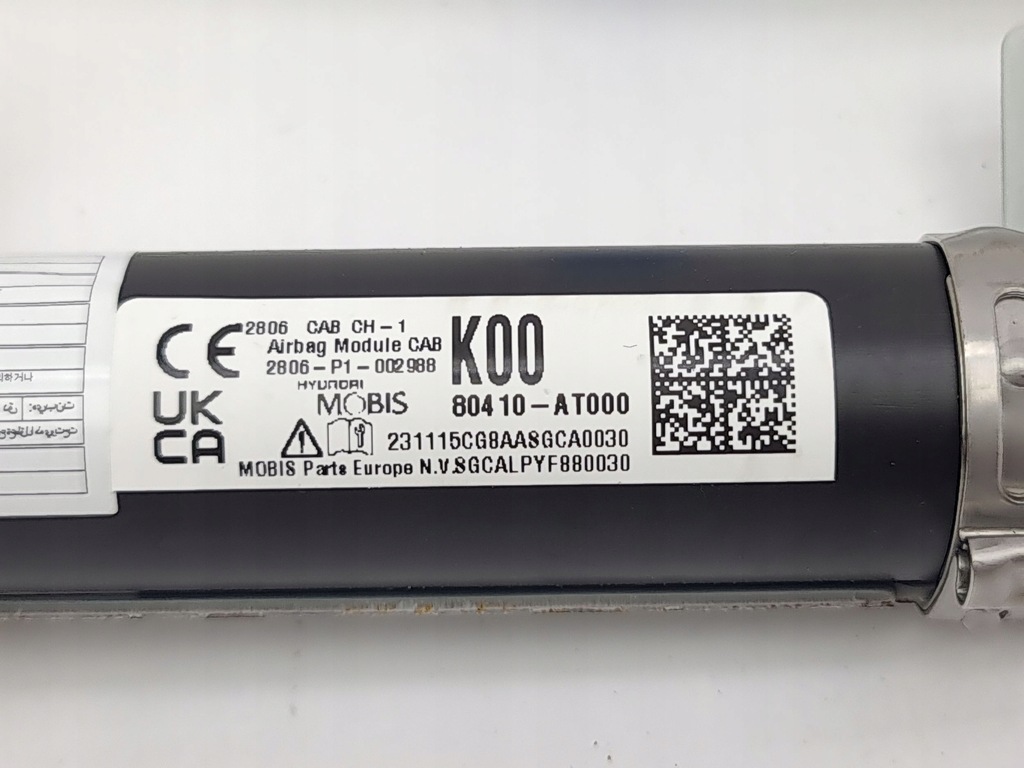 CE
2806 CAB CH-1
Airbag Module CAB
2806-P1-002988
K00
UK
CA
HYUNDAI
MOBIS
80410-AT000
231115CG8AASGCA0030
MOBIS Parts Europe N.V.
SGCALPYF880030